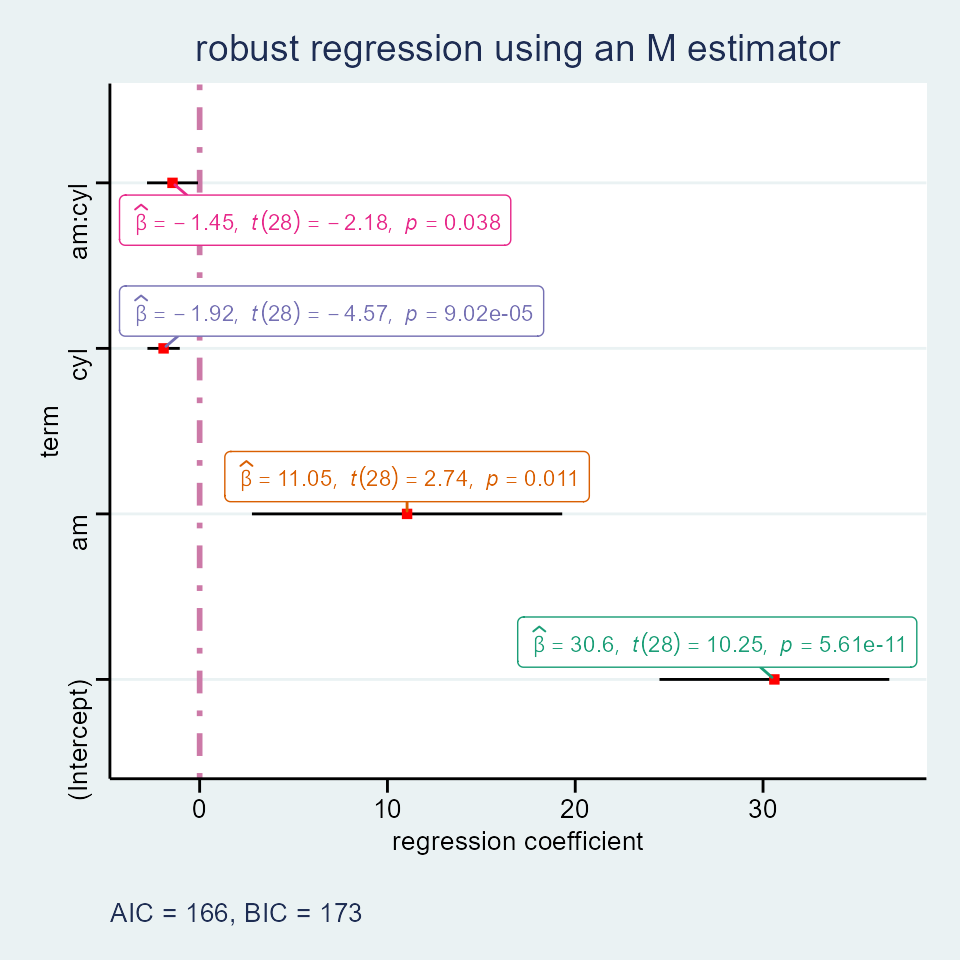 robust regression using an M estimator
am:cyl
β̂ = − 1.45, t(28) = − 2.18, p = 0.038
β̂ = − 1.92, t(28) = − 4.57, p = 9.02e-05
cyl
term
β̂ = 11.05, t(28) = 2.74, p = 0.011
am
β̂ = 30.6, t(28) = 10.25, p = 5.61e-11
(Intercept)
0 10 20 30
regression coefficient
AIC = 166, BIC = 173